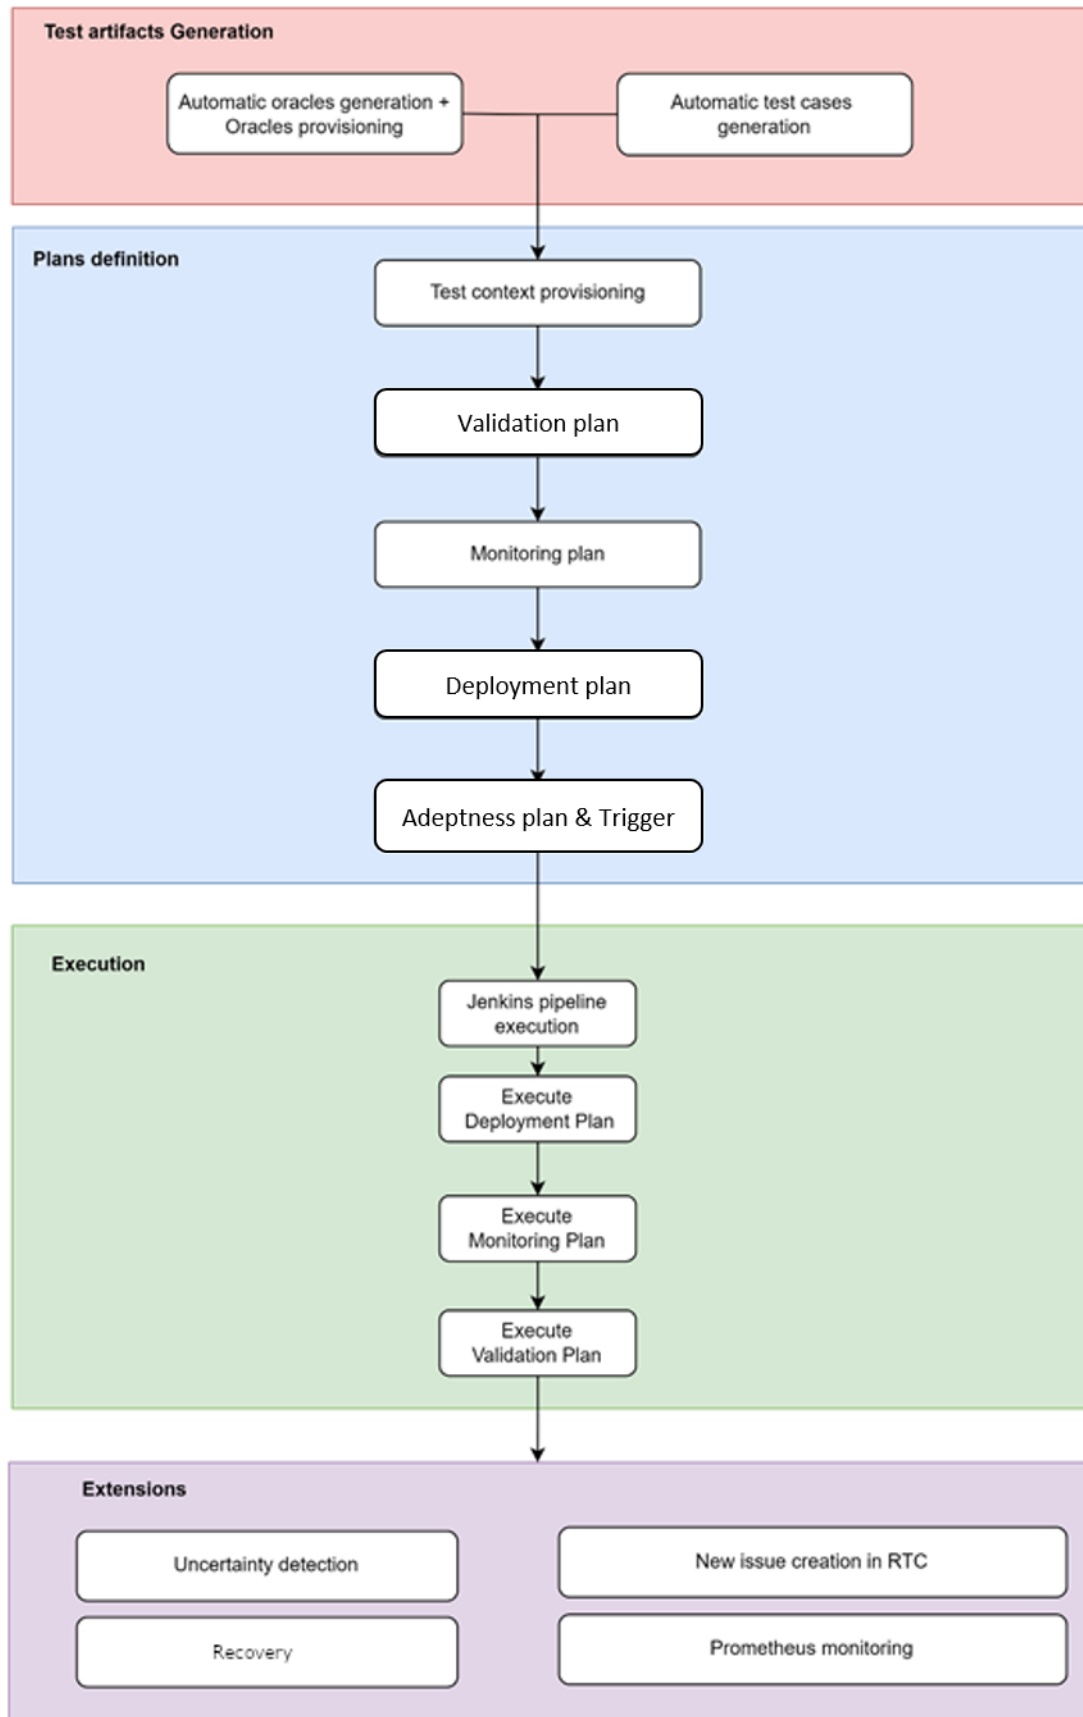 Test artifacts Generation
Automatic oracles generation +
Oracles provisioning
Automatic test cases
generation
Plans definition
Test context provisioning
Validation plan
Monitoring plan
Deployment plan
Adeptness plan & Trigger
Execution
Jenkins pipeline
execution
Execute
Deployment Plan
Execute
Monitoring Plan
Execute
Validation Plan
Extensions
Uncertainty detection
New issue creation in RTC
Recovery
Prometheus monitoring